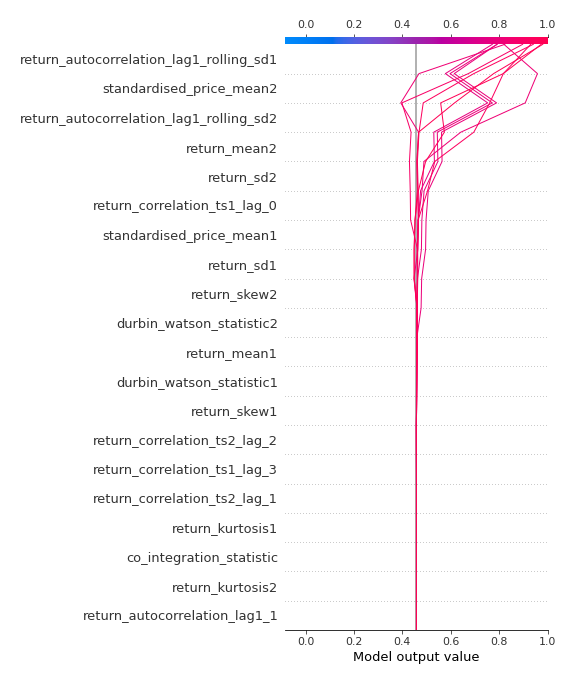 0.0 0.2 0.4 0.6 0.8 1.0
return_autocorrelation_lag1_rolling_sd1
standardised_price_mean2
return_autocorrelation_lag1_rolling_sd2
return_mean2
return_sd2
return_correlation_ts1_lag_0
standardised_price_mean1
return_sd1
return_skew2
durbin_watson_statistic2
return_mean1
durbin_watson_statistic1
return_skew1
return_correlation_ts2_lag_2
return_correlation_ts1_lag_3
return_correlation_ts2_lag_1
return_kurtosis1
co_integration_statistic
return_kurtosis2
return_autocorrelation_lag1_1
0.0 0.2 0.4 0.6 0.8 1.0
Model output value